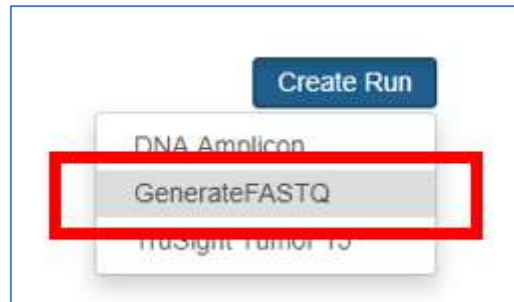 Create Run
DNA Amplicon
GenerateFASTQ
TruSight Tumor 15